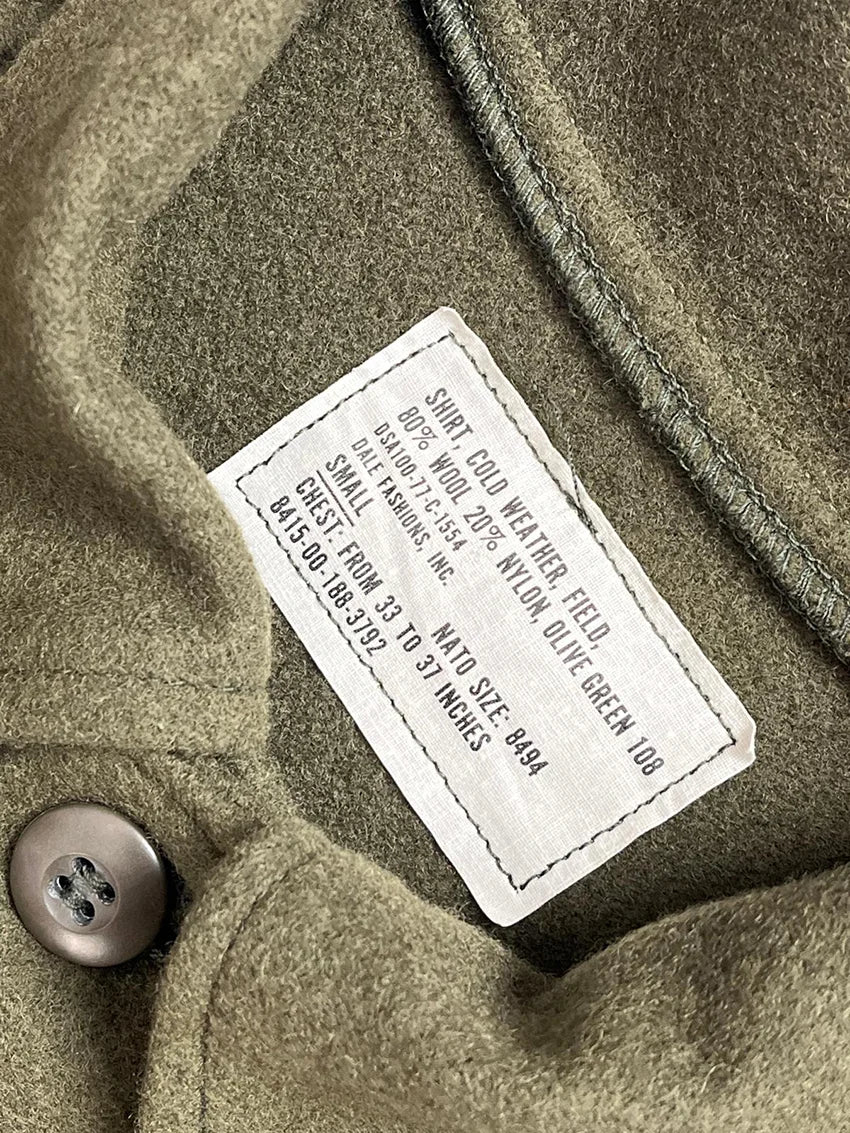 SHIRT, COLD WEATHER, FIELD,
80% WOOL 20% NYLON, OLIVE GREEN 108
DSA100-77-C-1554
DALE FASHIONS, INC.
SMALL NATO SIZE: 8494
CHEST: FROM 33 TO 37 INCHES
8415-00-188-3792